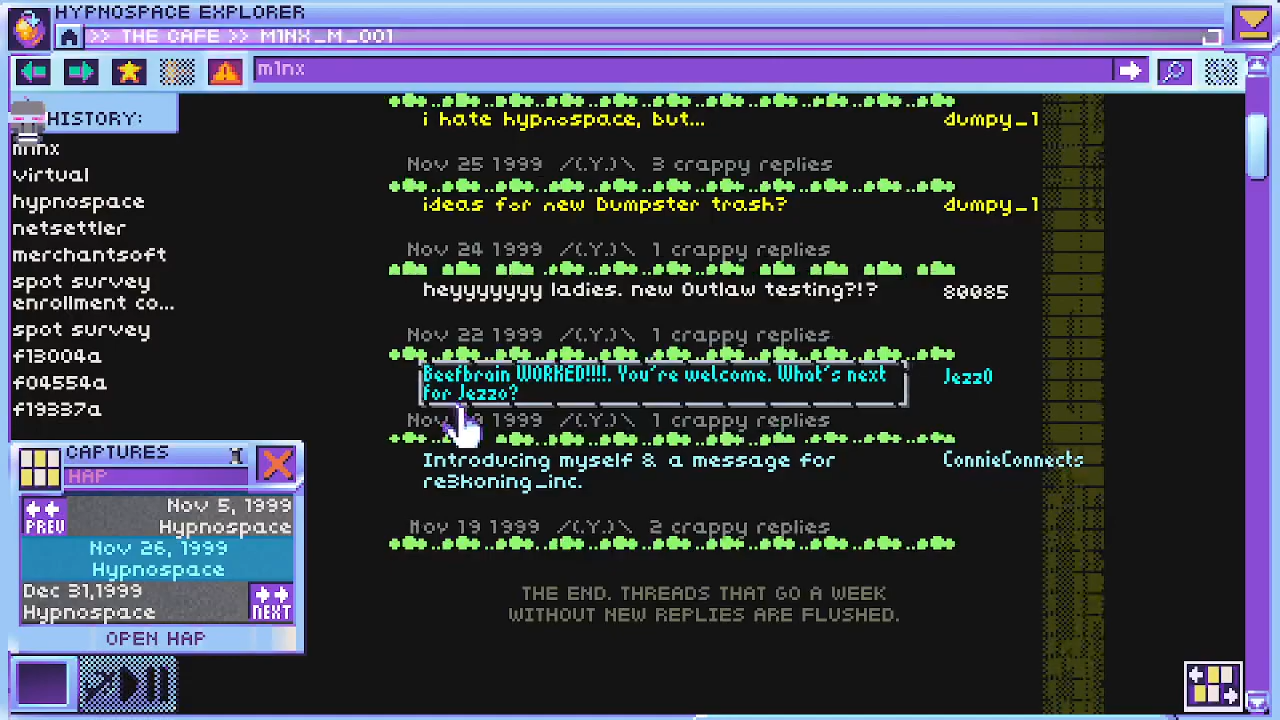 HYPNOSPACE EXPLORER
>> THE CAFE >> M1NX_M_001
m1nx
HISTORY:
m1nx
virtual
hypnospace
netsettler
merchantsoft
spot survey
enrollment co...
spot survey
f13004a
f04554a
f19337a
i hate hypnospace, but... dumpy_1
Nov 25 1999 /(.Y.)\ 3 crappy replies
ideas for new Dumpster trash? dumpy_1
Nov 24 1999 /(.Y.)\ 1 crappy replies
heyyyyyyy ladies. new Outlaw testing?!? 80085
Nov 22 1999 /(.Y.)\ 1 crappy replies
Beefbrain WORKED!!!!. You're welcome. What's next
for Jezzo? Jezz0
Nov 1999 /(.Y.)\ 1 crappy replies
Introducing myself & a message for ConnieConnects
re3koning_inc.
Nov 19 1999 /(.Y.)\ 2 crappy replies
THE END. THREADS THAT GO A WEEK
WITHOUT NEW REPLIES ARE FLUSHED.
CAPTURES
HAP
PREV
Nov 5, 1999
Hypnospace
Nov 26, 1999
Hypnospace
Dec 31,1999
Hypnospace
NEXT
OPEN HAP